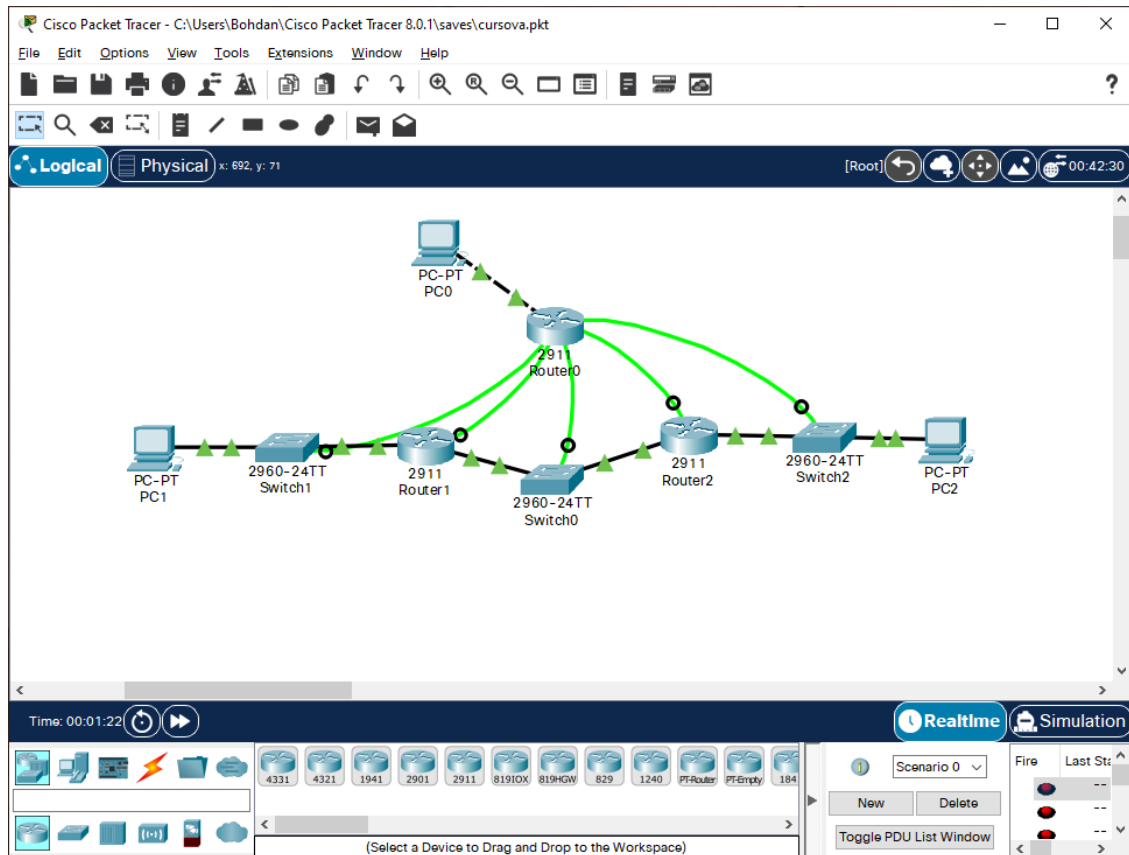 Cisco Packet Tracer - C:\Users\Bohdan\Cisco Packet Tracer 8.0.1\saves\cursova.pkt
File Edit Options View Tools Extensions Window Help
?
Logical Physical x: 692, y: 71 [Root] 00:42:30
PC-PT
PC0
2911
Router0
PC-PT
PC1
2960-24TT
Switch1
2911
Router1
2960-24TT
Switch0
2911
Router2
2960-24TT
Switch2
PC-PT
PC2
Time: 00:01:22 Realtime Simulation
4331 4321 1941 2901 2911 819IOX 819HGW 829 1240 PT-Router PT-Empty 184
(Select a Device to Drag and Drop to the Workspace)
Scenario 0
New Delete
Toggle PDU List Window
Fire Last Sta
--
--
--